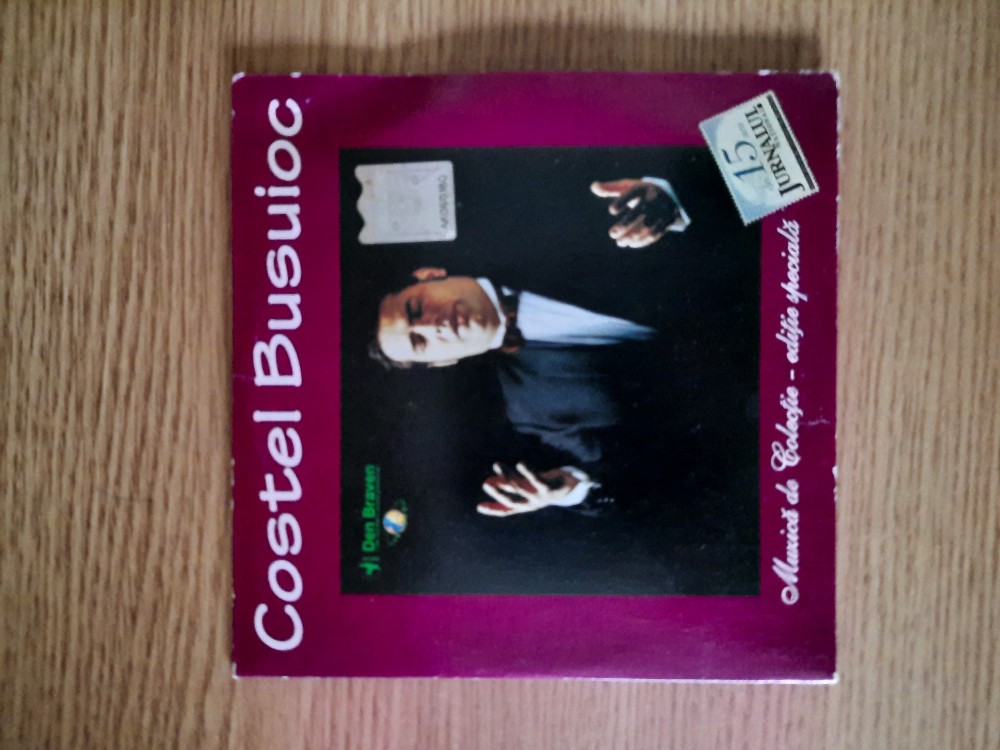 Costel Busuioc
Den Braven
Muzică de Colecție - ediție specială
15
JURNALUL